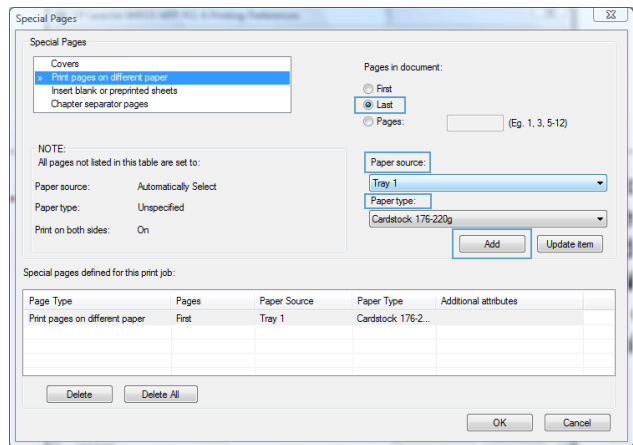 Special Pages
Special Pages
Covers
» Print pages on different paper
Insert blank or preprinted sheets
Chapter separator pages
Pages in document:
First
Last
Pages: (Eg. 1, 3, 5-12)
NOTE:
All pages not listed in this table are set to:
Paper source: Automatically Select
Paper type: Unspecified
Print on both sides: On
Paper source:
Tray 1
Paper type:
Cardstock 176-220g
Add Update item
Special pages defined for this print job:
Page Type Pages Paper Source Paper Type Additional attributes
Print pages on different paper First Tray 1 Cardstock 176-2...
Delete Delete All
OK Cancel